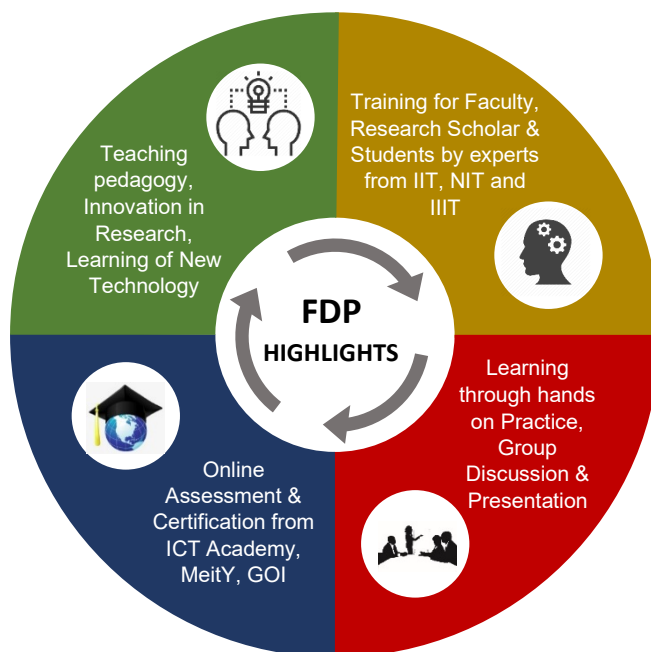 Teaching
pedagogy,
Innovation in
Research,
Learning of New
Technology
Training for Faculty,
Research Scholar &
Students by experts
from IIT, NIT and
IIIT
FDP
HIGHLIGHTS
Online
Assessment &
Certification from
ICT Academy,
MeitY, GOI
Learning
through hands
on Practice,
Group
Discussion &
Presentation